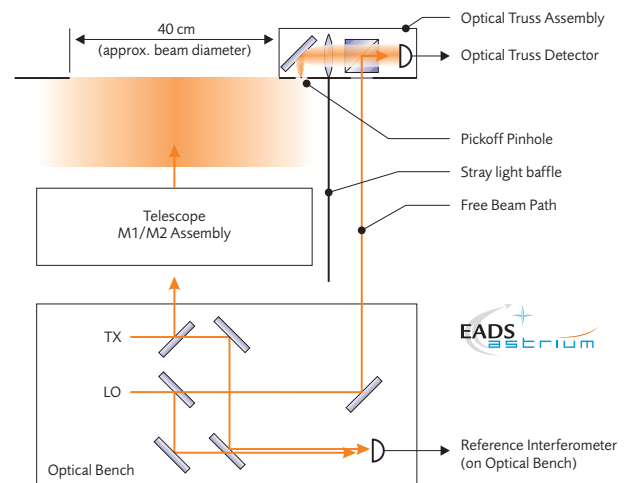 40 cm
(approx. beam diameter)
Optical Truss Assembly
Optical Truss Detector
Pickoff Pinhole
Stray light baffle
Free Beam Path
Telescope
M1/M2 Assembly
TX
LO
EADS
astrium
Reference Interferometer
(on Optical Bench)
Optical Bench